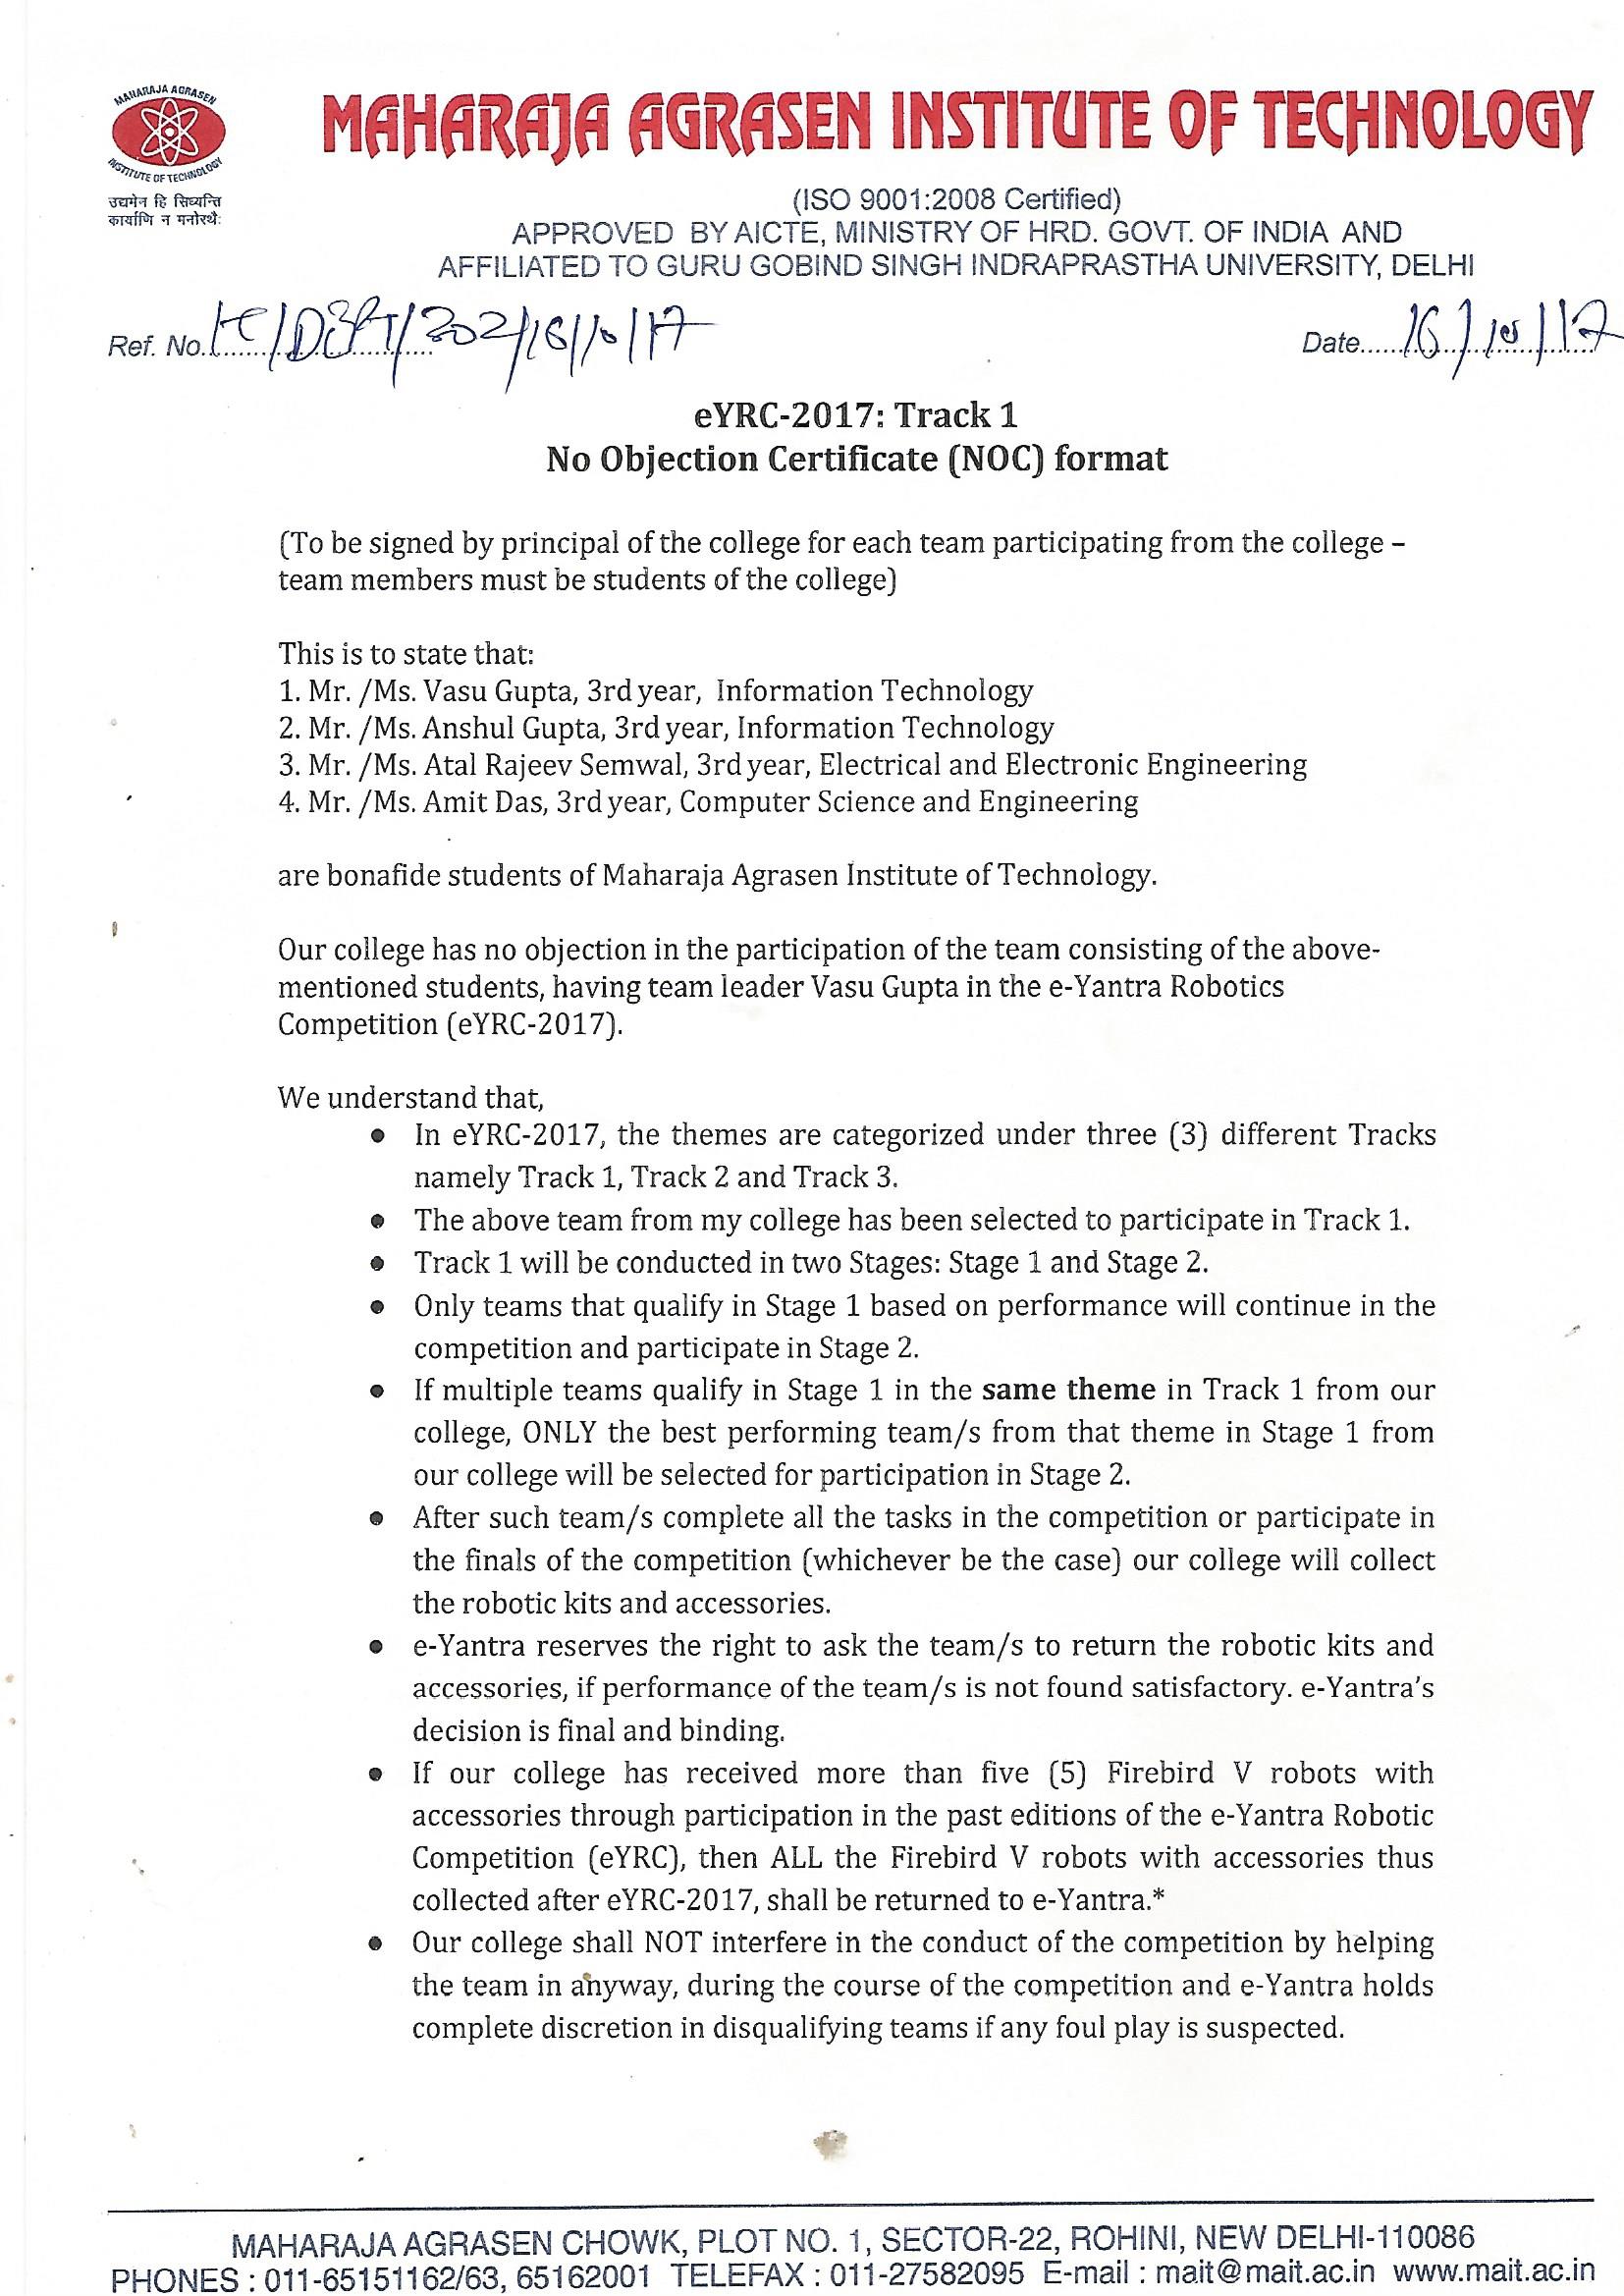 MAHARAJA AGRASEN
INSTITUTE OF TECHNOLOGY
उद्यमेन हि सिध्यन्ति
कार्याणि न मनोरथैः
MAHARAJA AGRASEN INSTITUTE OF TECHNOLOGY
(ISO 9001:2008 Certified)
APPROVED BY AICTE, MINISTRY OF HRD. GOVT. OF INDIA AND
AFFILIATED TO GURU GOBIND SINGH INDRAPRASTHA UNIVERSITY, DELHI
Ref. No. /202/16/10/17
Date 16/10/17
eYRC-2017: Track 1
No Objection Certificate (NOC) format
(To be signed by principal of the college for each team participating from the college –
team members must be students of the college)
This is to state that:
1. Mr. /Ms. Vasu Gupta, 3rd year, Information Technology
2. Mr. /Ms. Anshul Gupta, 3rd year, Information Technology
3. Mr. /Ms. Atal Rajeev Semwal, 3rd year, Electrical and Electronic Engineering
4. Mr. /Ms. Amit Das, 3rd year, Computer Science and Engineering
are bonafide students of Maharaja Agrasen Institute of Technology.
Our college has no objection in the participation of the team consisting of the above-
mentioned students, having team leader Vasu Gupta in the e-Yantra Robotics
Competition (eYRC-2017).
We understand that,
• In eYRC-2017, the themes are categorized under three (3) different Tracks
namely Track 1, Track 2 and Track 3.
• The above team from my college has been selected to participate in Track 1.
• Track 1 will be conducted in two Stages: Stage 1 and Stage 2.
• Only teams that qualify in Stage 1 based on performance will continue in the
competition and participate in Stage 2.
• If multiple teams qualify in Stage 1 in the same theme in Track 1 from our
college, ONLY the best performing team/s from that theme in Stage 1 from
our college will be selected for participation in Stage 2.
• After such team/s complete all the tasks in the competition or participate in
the finals of the competition (whichever be the case) our college will collect
the robotic kits and accessories.
• e-Yantra reserves the right to ask the team/s to return the robotic kits and
accessories, if performance of the team/s is not found satisfactory. e-Yantra's
decision is final and binding.
• If our college has received more than five (5) Firebird V robots with
accessories through participation in the past editions of the e-Yantra Robotic
Competition (eYRC), then ALL the Firebird V robots with accessories thus
collected after eYRC-2017, shall be returned to e-Yantra.*
• Our college shall NOT interfere in the conduct of the competition by helping
the team in anyway, during the course of the competition and e-Yantra holds
complete discretion in disqualifying teams if any foul play is suspected.
MAHARAJA AGRASEN CHOWK, PLOT NO. 1, SECTOR-22, ROHINI, NEW DELHI-110086
PHONES : 011-65151162/63, 65162001 TELEFAX : 011-27582095 E-mail : mait@mait.ac.in www.mait.ac.in